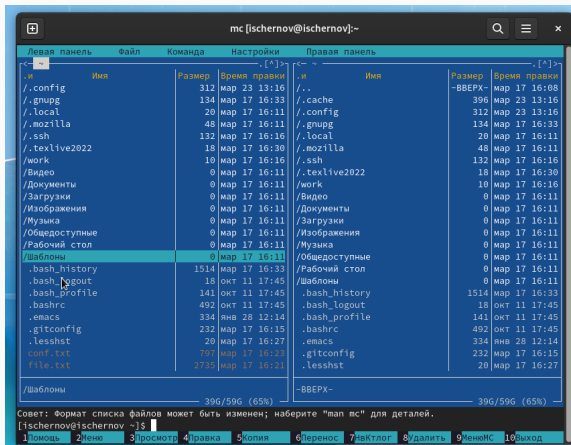 mc [ischernov@ischernov]:~
Левая панель Файл Команда Настройки Правая панель
<─ ~ ─.[^]>
.и Имя Размер Время правки
/.config 312 мар 23 13:16
/.gnupg 134 мар 17 16:33
/.local 20 мар 17 16:11
/.mozilla 48 мар 17 16:11
/.ssh 132 мар 17 16:16
/.texlive2022 18 мар 17 16:30
/work 10 мар 17 16:16
/Видео 0 мар 17 16:11
/Документы 0 мар 17 16:11
/Загрузки 0 мар 17 16:11
/Изображения 0 мар 17 16:11
/Музыка 0 мар 17 16:11
/Общедоступные 0 мар 17 16:11
/Рабочий стол 0 мар 17 16:11
/Шаблоны 0 мар 17 16:11
.bash_history 1514 мар 17 16:33
.bash_logout 18 окт 11 17:45
.bash_profile 141 окт 11 17:45
.bashrc 492 окт 11 17:45
.emacs 334 янв 28 12:14
.gitconfig 232 мар 17 16:15
.lesshst 20 мар 17 16:27
conf.txt 797 мар 17 16:23
file.txt 2735 мар 17 16:21
/Шаблоны
39G/59G (65%)
<─ ~ ─.[^]>
.и Имя Размер Время правки
/.. -ВВЕРХ- мар 17 16:08
/.cache 396 мар 23 13:16
/.config 312 мар 23 13:16
/.gnupg 134 мар 17 16:33
/.local 20 мар 17 16:11
/.mozilla 48 мар 17 16:11
/.ssh 132 мар 17 16:16
/.texlive2022 18 мар 17 16:30
/work 10 мар 17 16:16
/Видео 0 мар 17 16:11
/Документы 0 мар 17 16:11
/Загрузки 0 мар 17 16:11
/Изображения 0 мар 17 16:11
/Музыка 0 мар 17 16:11
/Общедоступные 0 мар 17 16:11
/Рабочий стол 0 мар 17 16:11
/Шаблоны 0 мар 17 16:11
.bash_history 1514 мар 17 16:33
.bash_logout 18 окт 11 17:45
.bash_profile 141 окт 11 17:45
.bashrc 492 окт 11 17:45
.emacs 334 янв 28 12:14
.gitconfig 232 мар 17 16:15
.lesshst 20 мар 17 16:27
-ВВЕРХ-
39G/59G (65%)
Совет: Формат списка файлов может быть изменен; наберите "man mc" для деталей.
[ischernov@ischernov ~]$
1Помощь 2Меню 3Просмотр 4Правка 5Копия 6Перенос 7НвКтлог 8Удалить 9МенюМС 10Выход